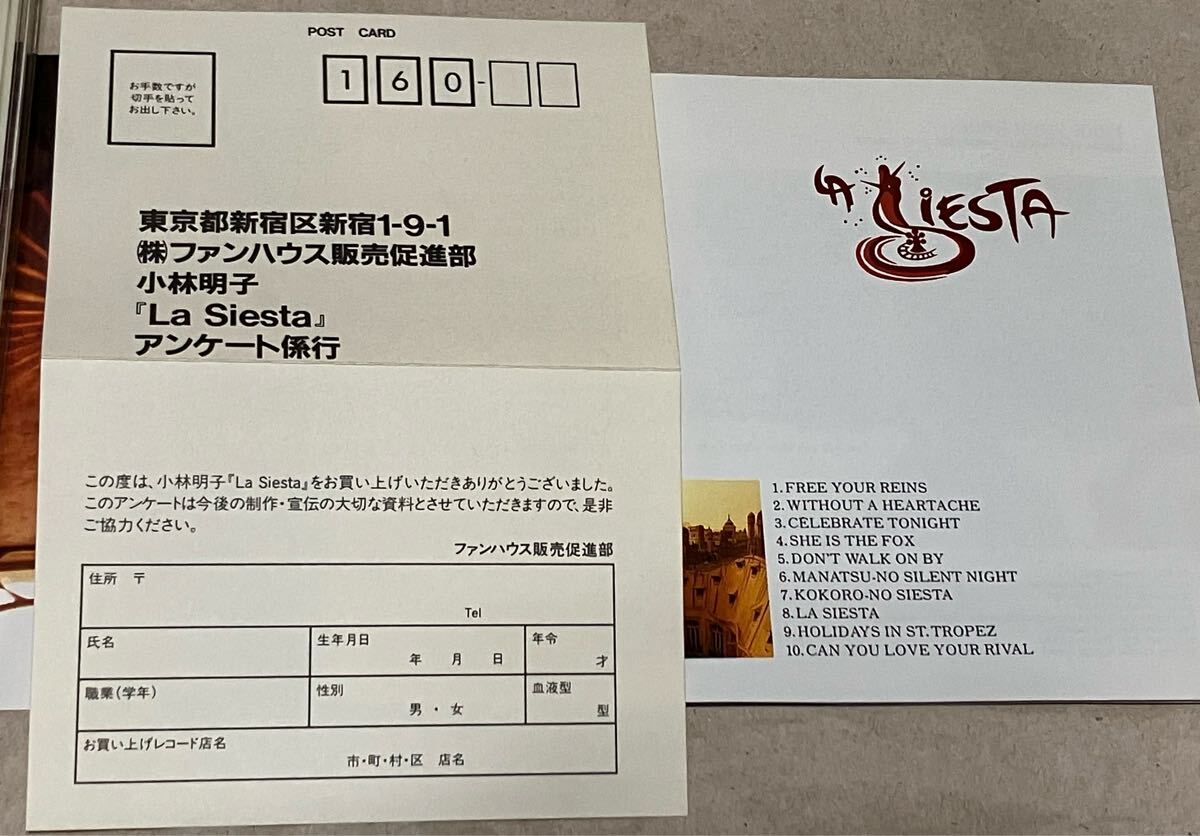 POST CARD
160-
お手数ですが
切手を貼って
お出し下さい。
東京都新宿区新宿1-9-1
㈱ファンハウス販売促進部
小林明子
『La Siesta』
アンケート係行
この度は、小林明子『La Siesta』をお買い上げいただきありがとうございました。
このアンケートは今後の制作・宣伝の大切な資料とさせていただきますので、是非
ご協力ください。
ファンハウス販売促進部
住所 〒
Tel
氏名
生年月日
年 月 日
年令
才
職業(学年)
性別
男・女
血液型
型
お買い上げレコード店名
市・町・村・区 店名
LA SIESTA
1.FREE YOUR REINS
2.WITHOUT A HEARTACHE
3.CELEBRATE TONIGHT
4.SHE IS THE FOX
5.DON'T WALK ON BY
6.MANATSU-NO SILENT NIGHT
7.KOKORO-NO SIESTA
8.LA SIESTA
9.HOLIDAYS IN ST.TROPEZ
10.CAN YOU LOVE YOUR RIVAL